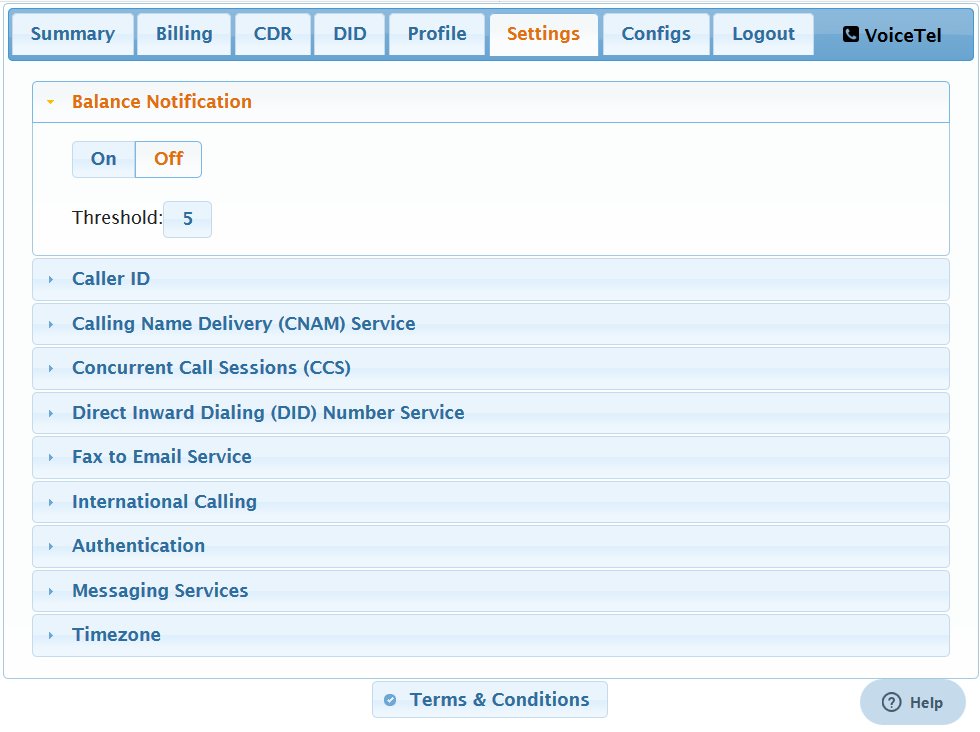 Summary Billing CDR DID Profile Settings Configs Logout VoiceTel
Balance Notification
On Off
Threshold: 5
Caller ID
Calling Name Delivery (CNAM) Service
Concurrent Call Sessions (CCS)
Direct Inward Dialing (DID) Number Service
Fax to Email Service
International Calling
Authentication
Messaging Services
Timezone
Terms & Conditions
Help